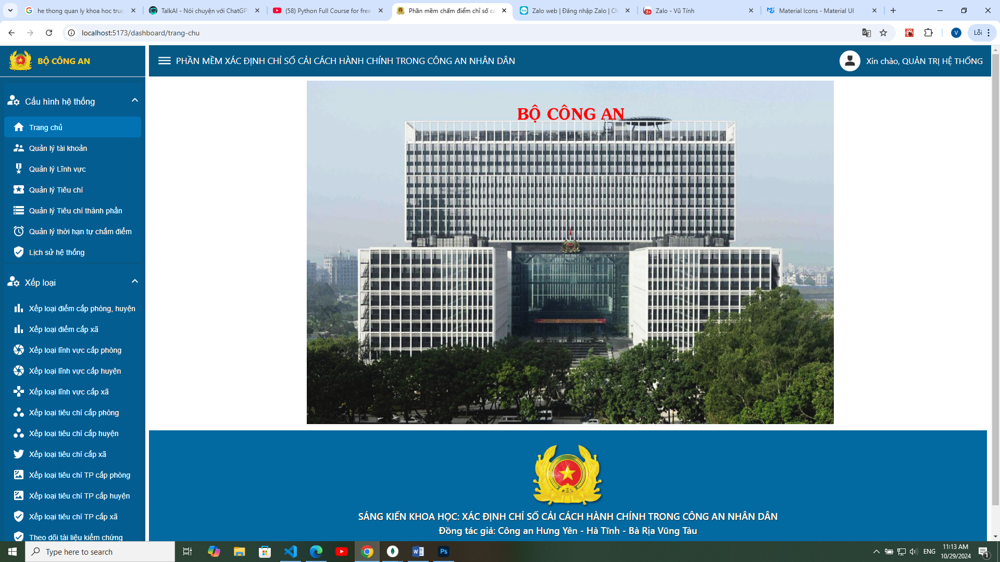 he thong quan ly khoa hoc truc
TalkAI - Nói chuyện với ChatGP
(58) Python Full Course for free
Phần mềm chấm điểm chỉ số cả
Zalo web | Đăng nhập Zalo | Ch
Zalo - Vũ Tính
Material Icons - Material UI
localhost:5173/dashboard/trang-chu
V
Lỗi
BỘ CÔNG AN
PHẦN MỀM XÁC ĐỊNH CHỈ SỐ CẢI CÁCH HÀNH CHÍNH TRONG CÔNG AN NHÂN DÂN
Xin chào, QUẢN TRỊ HỆ THỐNG
Cấu hình hệ thống
Trang chủ
Quản lý tài khoản
Quản lý Lĩnh vực
Quản lý Tiêu chí
Quản lý Tiêu chí thành phần
Quản lý thời hạn tự chấm điểm
Lịch sử hệ thống
Xếp loại
Xếp loại điểm cấp phòng, huyện
Xếp loại điểm cấp xã
Xếp loại lĩnh vực cấp phòng
Xếp loại lĩnh vực cấp huyện
Xếp loại lĩnh vực cấp xã
Xếp loại tiêu chí cấp phòng
Xếp loại tiêu chí cấp huyện
Xếp loại tiêu chí cấp xã
Xếp loại tiêu chí TP cấp phòng
Xếp loại tiêu chí TP cấp huyện
Xếp loại tiêu chí TP cấp xã
Theo dõi tài liệu kiểm chứng
BỘ CÔNG AN
SÁNG KIẾN KHOA HỌC: XÁC ĐỊNH CHỈ SỐ CẢI CÁCH HÀNH CHÍNH TRONG CÔNG AN NHÂN DÂN
Đồng tác giả: Công an Hưng Yên - Hà Tĩnh - Bà Rịa Vũng Tàu
Type here to search
ENG
11:13 AM
10/29/2024
1